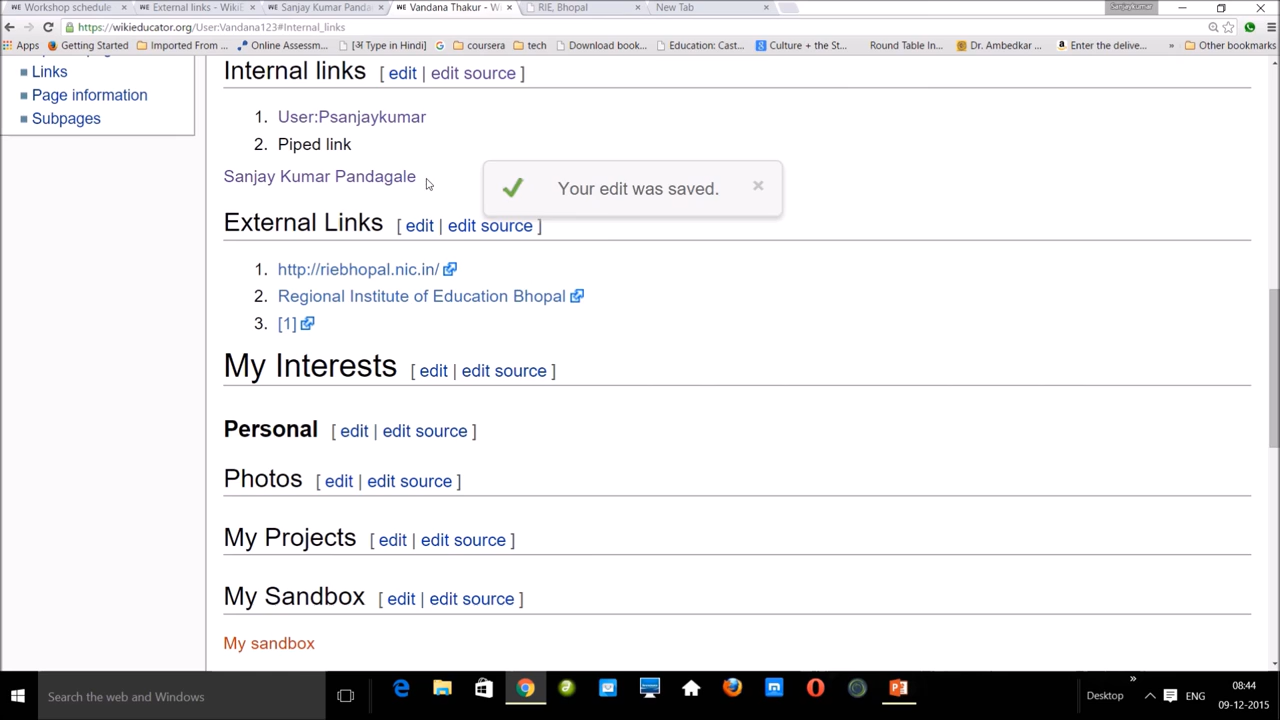 Workshop schedule
External links - WikiE
Sanjay Kumar Panda
Vandana Thakur - Wi
RIE, Bhopal
New Tab
Sanjaykumar
https://wikieducator.org/User:Vandana123#Internal_links
Apps
Getting Started
Imported From ...
Online Assessm...
[अ Type in Hindi]
coursera
tech
Download book...
Education: Cast...
Culture + the St...
Round Table In...
Dr. Ambedkar ...
Enter the delive...
»
Other bookmarks
Links
Page information
Subpages
Internal links [ edit | edit source ]
1. User:Psanjaykumar
2. Piped link
Sanjay Kumar Pandagale
Your edit was saved.
External Links [ edit | edit source ]
1. http://riebhopal.nic.in/
2. Regional Institute of Education Bhopal
3. [1]
My Interests [ edit | edit source ]
Personal [ edit | edit source ]
Photos [ edit | edit source ]
My Projects [ edit | edit source ]
My Sandbox [ edit | edit source ]
My sandbox
Search the web and Windows
Desktop
»
ENG
08:44
09-12-2015